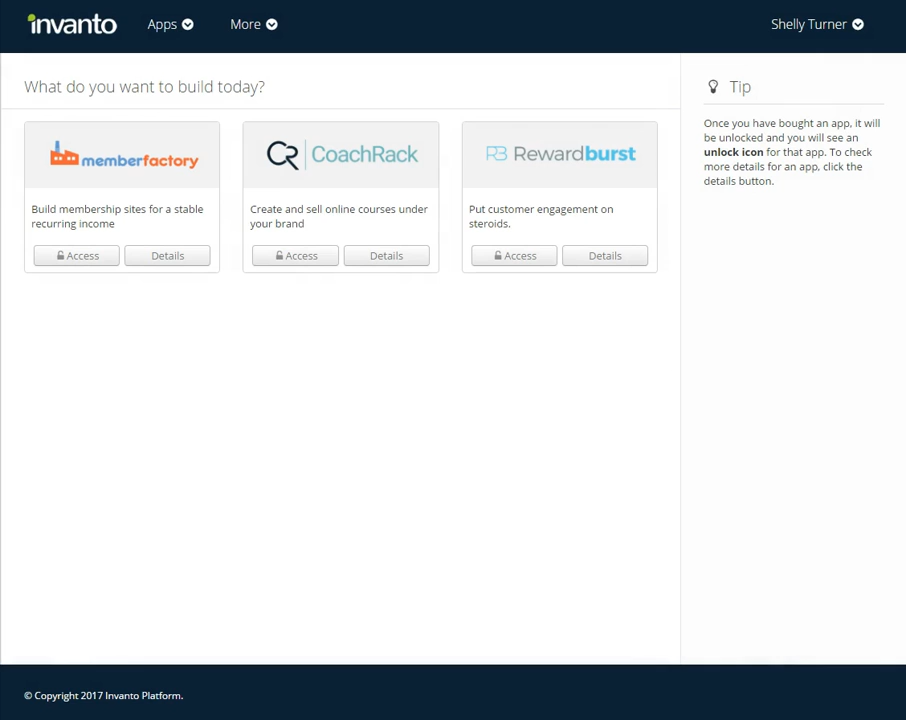 invanto
Apps
More
Shelly Turner
What do you want to build today?
memberfactory
Build membership sites for a stable
recurring income
Access
Details
CR CoachRack
Create and sell online courses under
your brand
Access
Details
RB Rewardburst
Put customer engagement on
steroids.
Access
Details
Tip
Once you have bought an app, it will
be unlocked and you will see an
unlock icon for that app. To check
more details for an app, click the
details button.
© Copyright 2017 Invanto Platform.